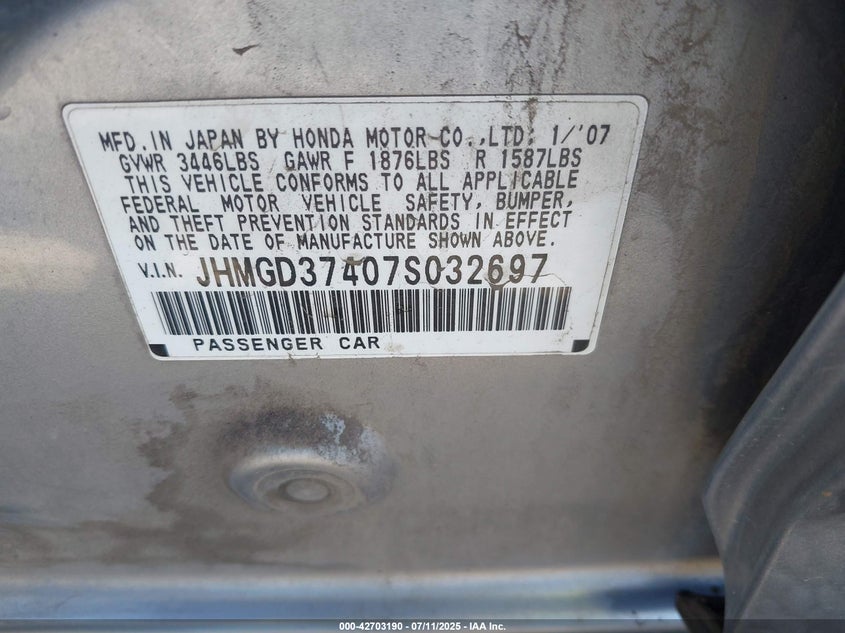 MFD.IN JAPAN BY HONDA MOTOR CO.,LTD. 1/'07
GVWR 3446LBS GAWR F 1876LBS R 1587LBS
THIS VEHICLE CONFORMS TO ALL APPLICABLE
FEDERAL MOTOR VEHICLE SAFETY, BUMPER,
AND THEFT PREVENTION STANDARDS IN EFFECT
ON THE DATE OF MANUFACTURE SHOWN ABOVE.
V.I.N. JHMGD37407S032697
PASSENGER CAR
000-42703190 - 07/11/2025 - IAA Inc.